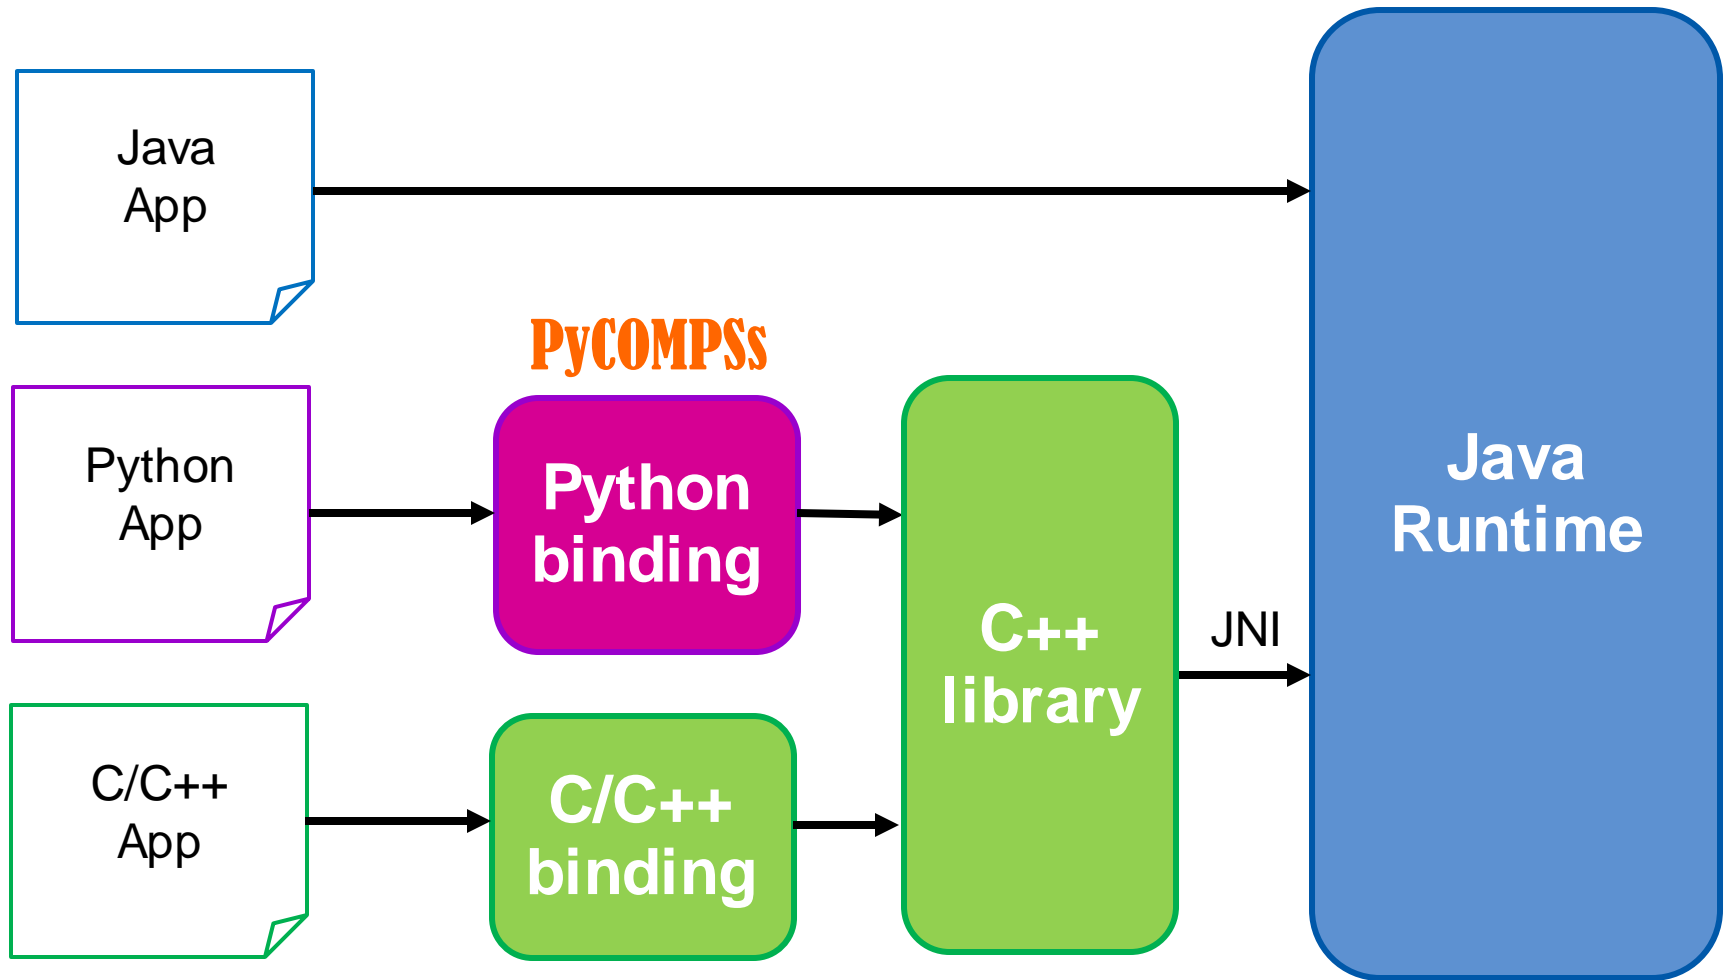 Java
App
PyCOMPSs
Python
App
Python
binding
C/C++
App
C/C++
binding
C++
library
JNI
Java
Runtime